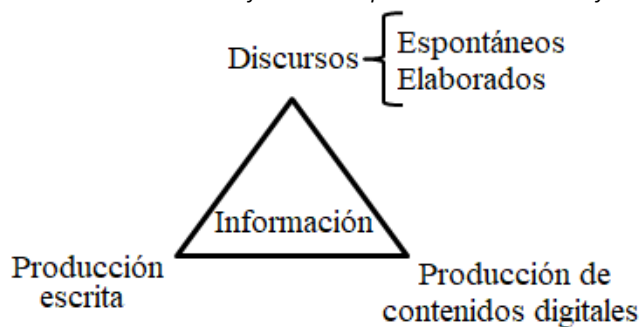 Discursos
Espontáneos
Elaborados
Información
Producción
escrita
Producción de
contenidos digitales